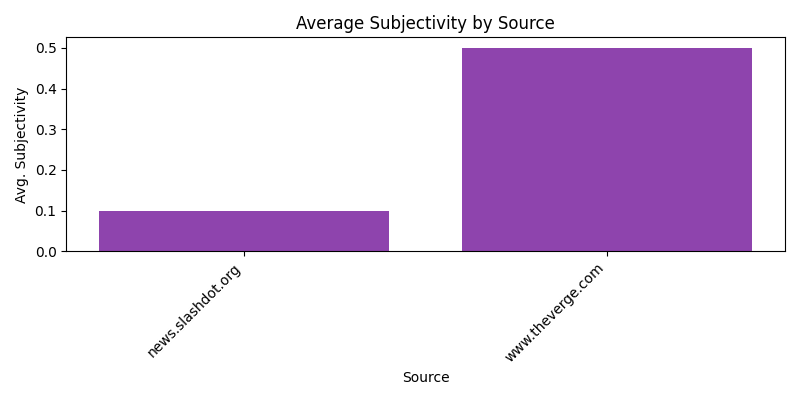 Average Subjectivity by Source
Avg. Subjectivity
0.5
0.4
0.3
0.2
0.1
0.0
news.slashdot.org
www.theverge.com
Source